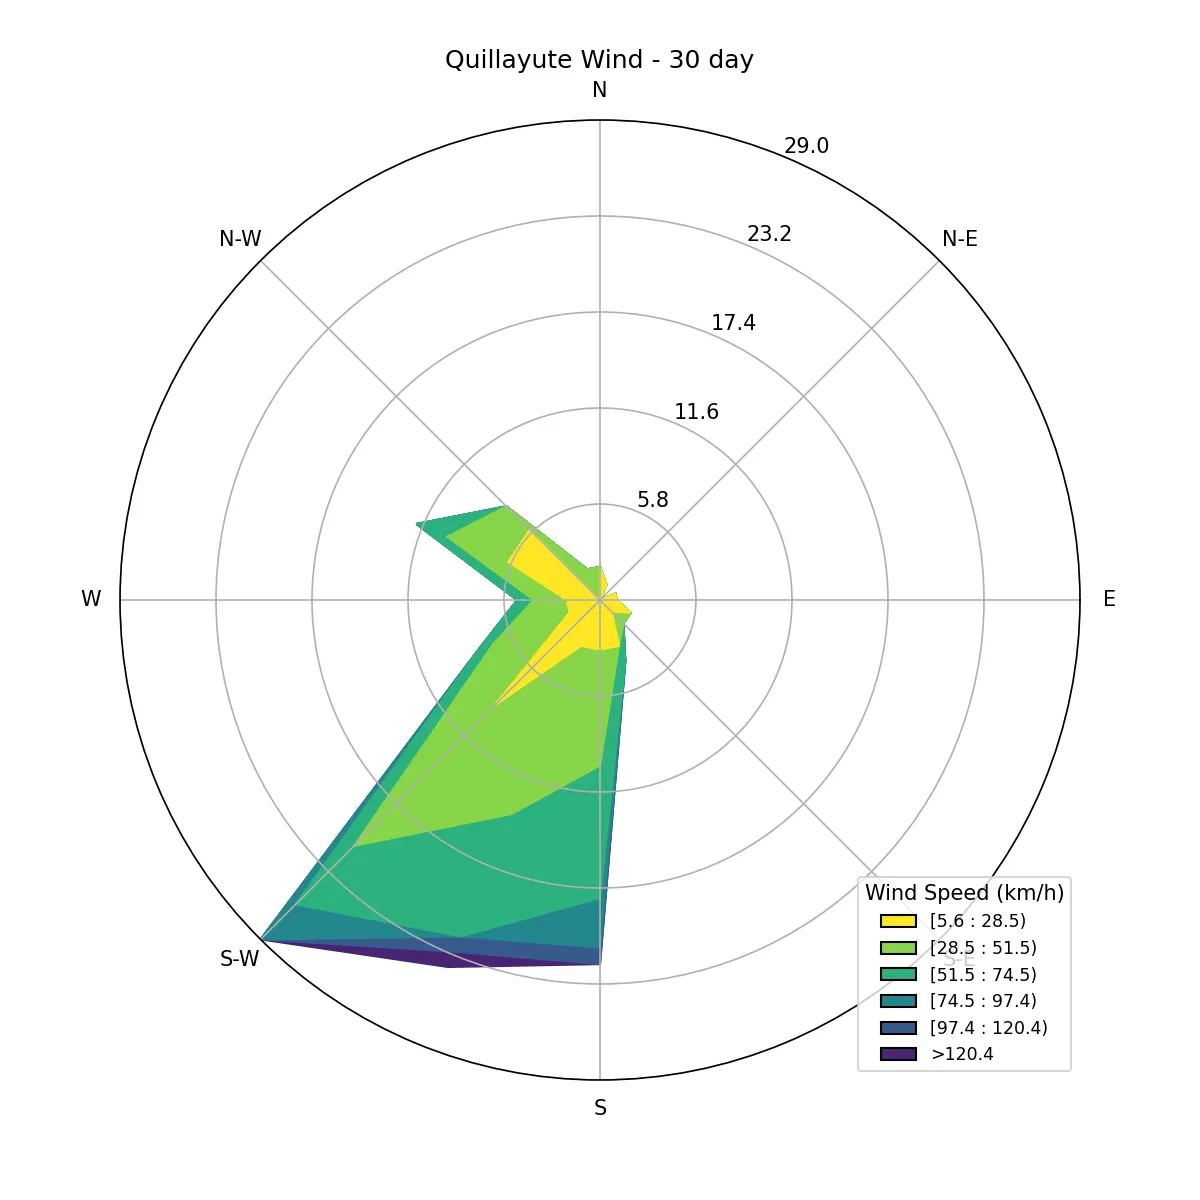 Quillayute Wind - 30 day
N
29.0
N-W
23.2
N-E
17.4
11.6
5.8
W
E
S-W
S-E
S
Wind Speed (km/h)
[5.6 : 28.5)
[28.5 : 51.5)
[51.5 : 74.5)
[74.5 : 97.4)
[97.4 : 120.4)
>120.4